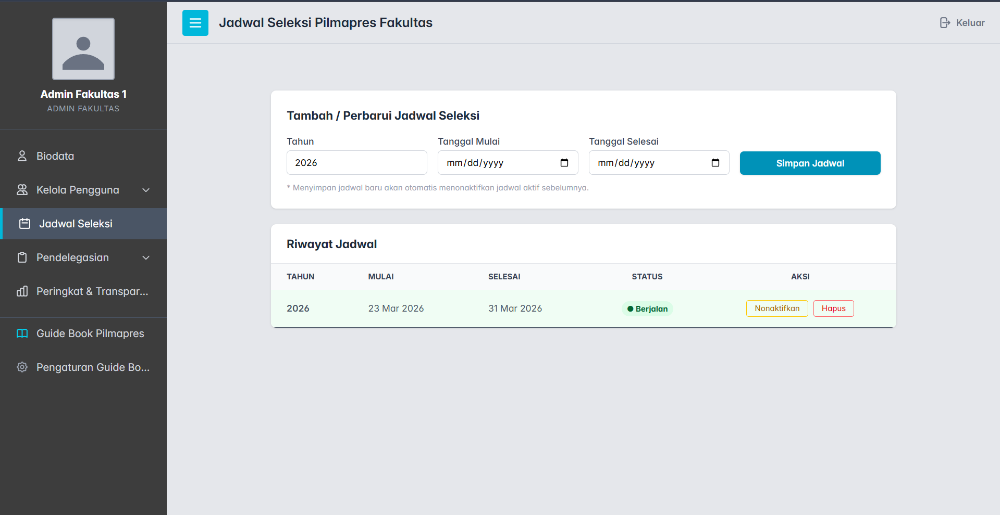 Admin Fakultas 1
ADMIN FAKULTAS
Biodata
Kelola Pengguna
Jadwal Seleksi
Pendelegasian
Peringkat & Transpar...
Guide Book Pilmapres
Pengaturan Guide Bo...
Jadwal Seleksi Pilmapres Fakultas
Keluar
Tambah / Perbarui Jadwal Seleksi
Tahun Tanggal Mulai Tanggal Selesai
2026 mm/dd/yyyy mm/dd/yyyy Simpan Jadwal
* Menyimpan jadwal baru akan otomatis menonaktifkan jadwal aktif sebelumnya.
Riwayat Jadwal
TAHUN MULAI SELESAI STATUS AKSI
2026 23 Mar 2026 31 Mar 2026 Berjalan Nonaktifkan Hapus